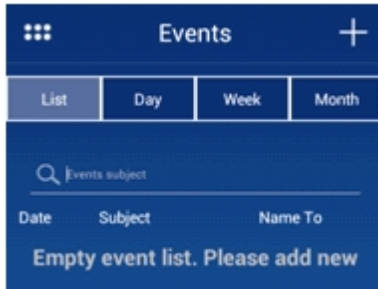 Events
List Day Week Month
Events subject
Date Subject Name To
Empty event list. Please add new